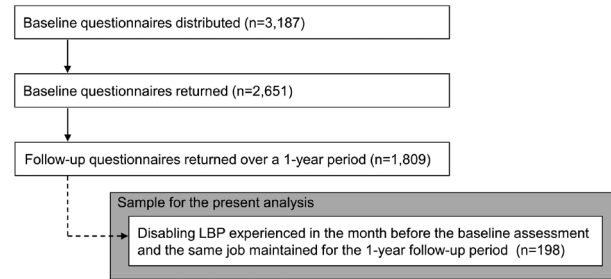 Baseline questionnaires distributed (n=3,187)
Baseline questionnaires returned (n=2,651)
Follow-up questionnaires returned over a 1-year period (n=1,809)
Sample for the present analysis
Disabling LBP experienced in the month before the baseline assessment
and the same job maintained for the 1-year follow-up period (n=198)